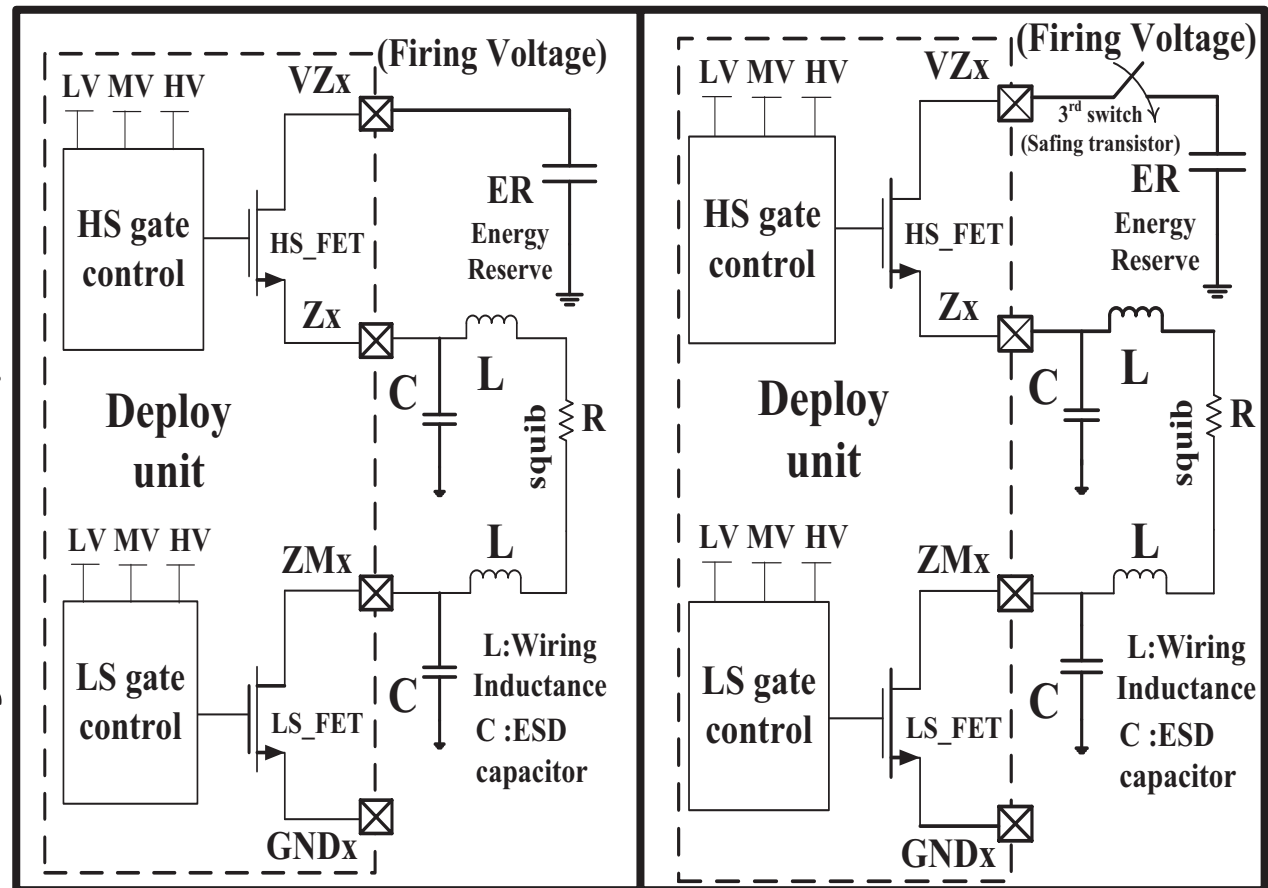 (Firing Voltage)
VZx
LV MV HV
HS gate
control
HS_FET
ER
Energy
Reserve
Zx
C
L
R
squib
Deploy
unit
L
LV MV HV
ZMx
LS gate
control
LS_FET
C
L:Wiring
Inductance
C :ESD
capacitor
GNDx
(Firing Voltage)
VZx
LV MV HV
3rd switch
(Safing transistor)
HS gate
control
HS_FET
ER
Energy
Reserve
Zx
C
L
R
squib
Deploy
unit
L
LV MV HV
ZMx
LS gate
control
LS_FET
C
L:Wiring
Inductance
C :ESD
capacitor
GNDx